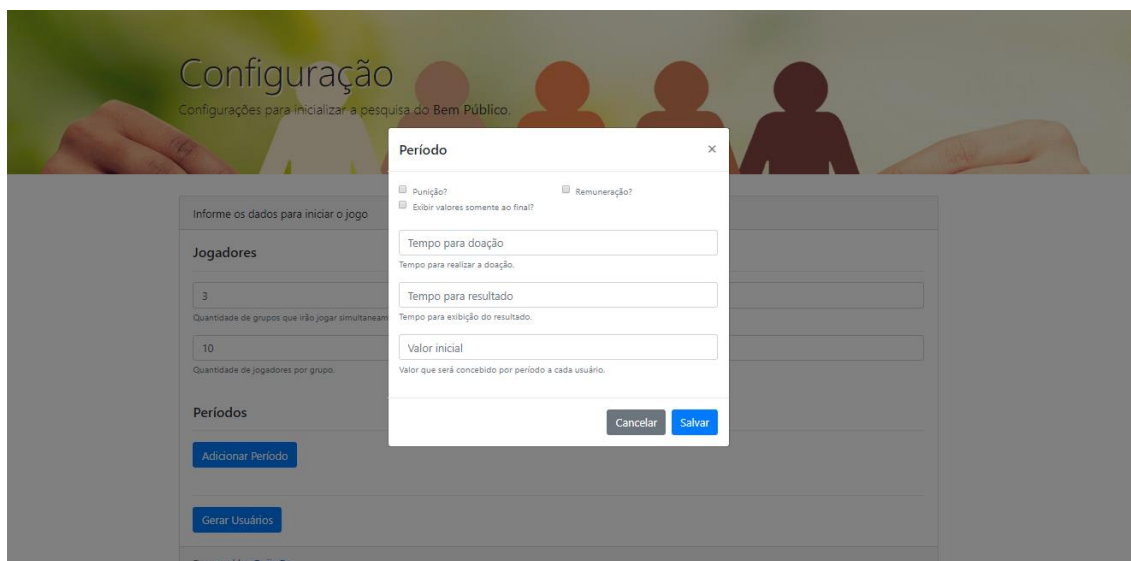 Configuração
Configurações para inicializar a pesquisa do Bem Público.
Período ×
Punição? Remuneração?
Exibir valores somente ao final?
Tempo para doação
Tempo para realizar a doação.
Tempo para resultado
Tempo para exibição do resultado.
Valor inicial
Valor que será concebido por período a cada usuário.
Cancelar Salvar
Informe os dados para iniciar o jogo
Jogadores
3
Quantidade de grupos que irão jogar
10
Quantidade de jogadores por grupo.
Períodos
Adicionar Período
Gerar Usuários